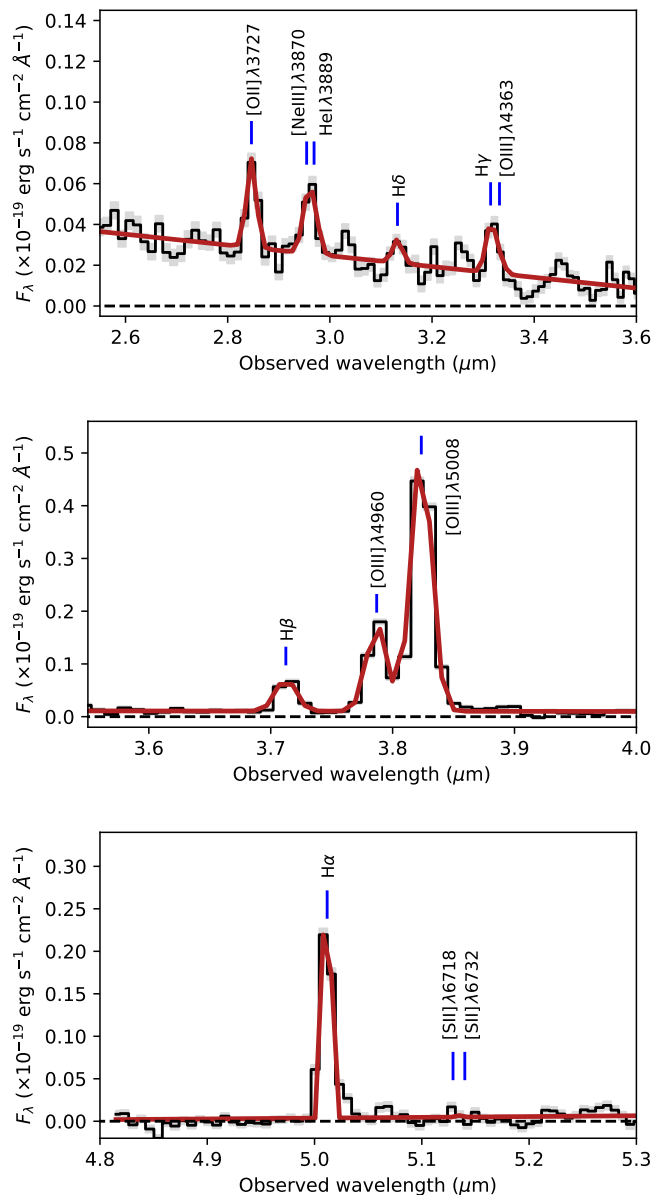 [OII]λ3727
[NeIII]λ3870
HeIλ3889
Hδ
Hγ
[OIII]λ4363
0.14
0.12
0.10
0.08
0.06
0.04
0.02
0.00
Fλ (×10⁻¹⁹ erg s⁻¹ cm⁻² Å⁻¹)
2.6 2.8 3.0 3.2 3.4 3.6
Observed wavelength (μm)
Hβ
[OIII]λ4960
[OIII]λ5008
0.5
0.4
0.3
0.2
0.1
0.0
Fλ (×10⁻¹⁹ erg s⁻¹ cm⁻² Å⁻¹)
3.6 3.7 3.8 3.9 4.0
Observed wavelength (μm)
Hα
[SII]λ6718
[SII]λ6732
0.30
0.25
0.20
0.15
0.10
0.05
0.00
Fλ (×10⁻¹⁹ erg s⁻¹ cm⁻² Å⁻¹)
4.8 4.9 5.0 5.1 5.2 5.3
Observed wavelength (μm)